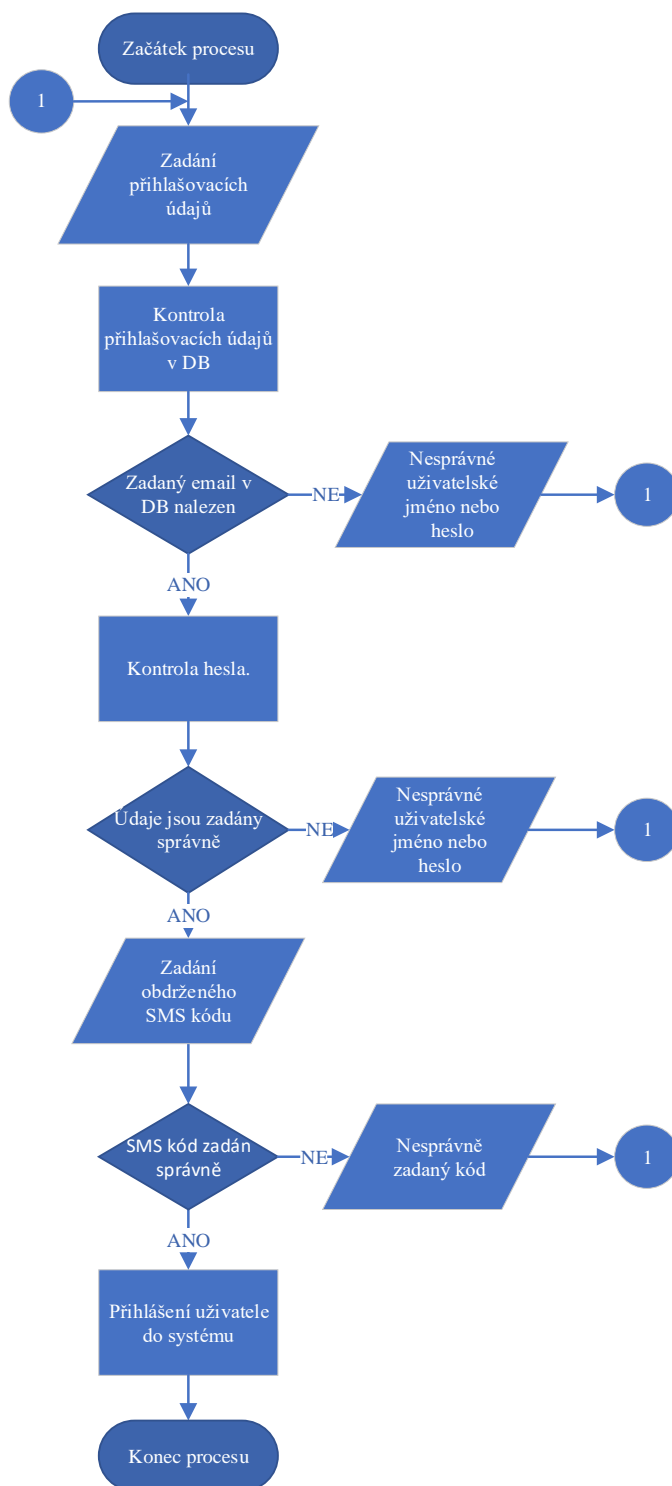 Začátek procesu
1
Zadání
přihlašovacích
údajů
Kontrola
přihlašovacích údajů
v DB
Zadaný email v
DB nalezen
NE
Nesprávné
uživatelské
jméno nebo
heslo
1
ANO
Kontrola hesla.
Údaje jsou zadány
správně
NE
Nesprávné
uživatelské
jméno nebo
heslo
1
ANO
Zadání
obdrženého
SMS kódu
SMS kód zadán
správně
NE
Nesprávně
zadaný kód
1
ANO
Přihlášení uživatele
do systému
Konec procesu